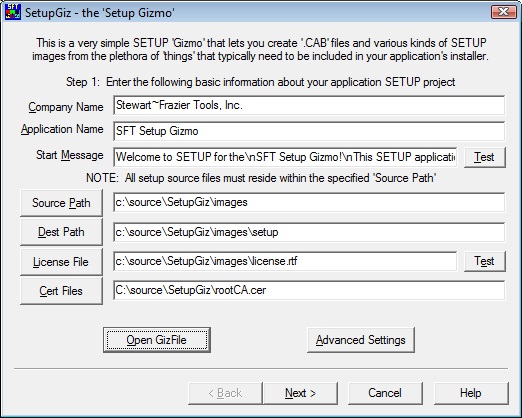 SetupGiz - the 'Setup Gizmo'
This is a very simple SETUP 'Gizmo' that lets you create '.CAB' files and various kinds of SETUP
images from the plethora of 'things' that typically need to be included in your application's installer.
Step 1:  Enter the following basic information about your application SETUP project
Company Name Stewart~Frazier Tools, Inc.
Application Name SFT Setup Gizmo
Start Message Welcome to SETUP for the\nSFT Setup Gizmo!\nThis SETUP applicati Test
NOTE:  All setup source files must reside within the specified 'Source Path'
Source Path c:\source\SetupGiz\images
Dest Path c:\source\SetupGiz\images\setup
License File c:\source\SetupGiz\images\license.rtf Test
Cert Files C:\source\SetupGiz\rootCA.cer
Open GizFile Advanced Settings
< Back Next > Cancel Help